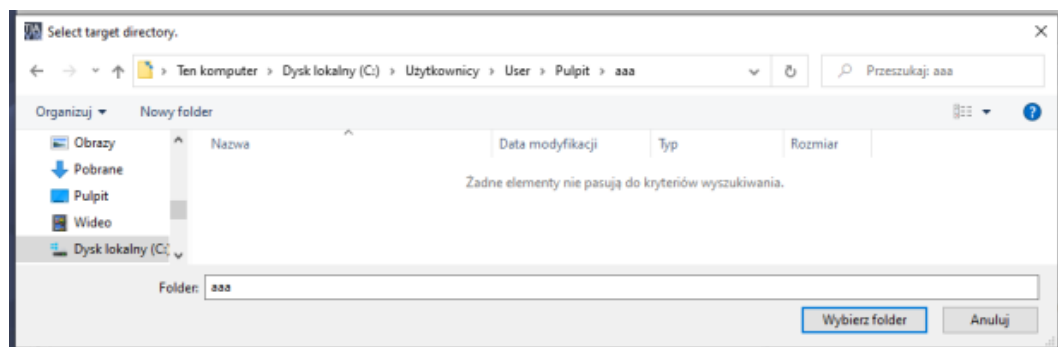 Select target directory.
Ten komputer > Dysk lokalny (C:) > Użytkownicy > User > Pulpit > aaa
Przeszukaj: aaa
Organizuj
Nowy folder
Obrazy
Pobrane
Pulpit
Wideo
Dysk lokalny (C:
Nazwa
Data modyfikacji
Typ
Rozmiar
Żadne elementy nie pasują do kryteriów wyszukiwania.
Folder: aaa
Wybierz folder
Anuluj